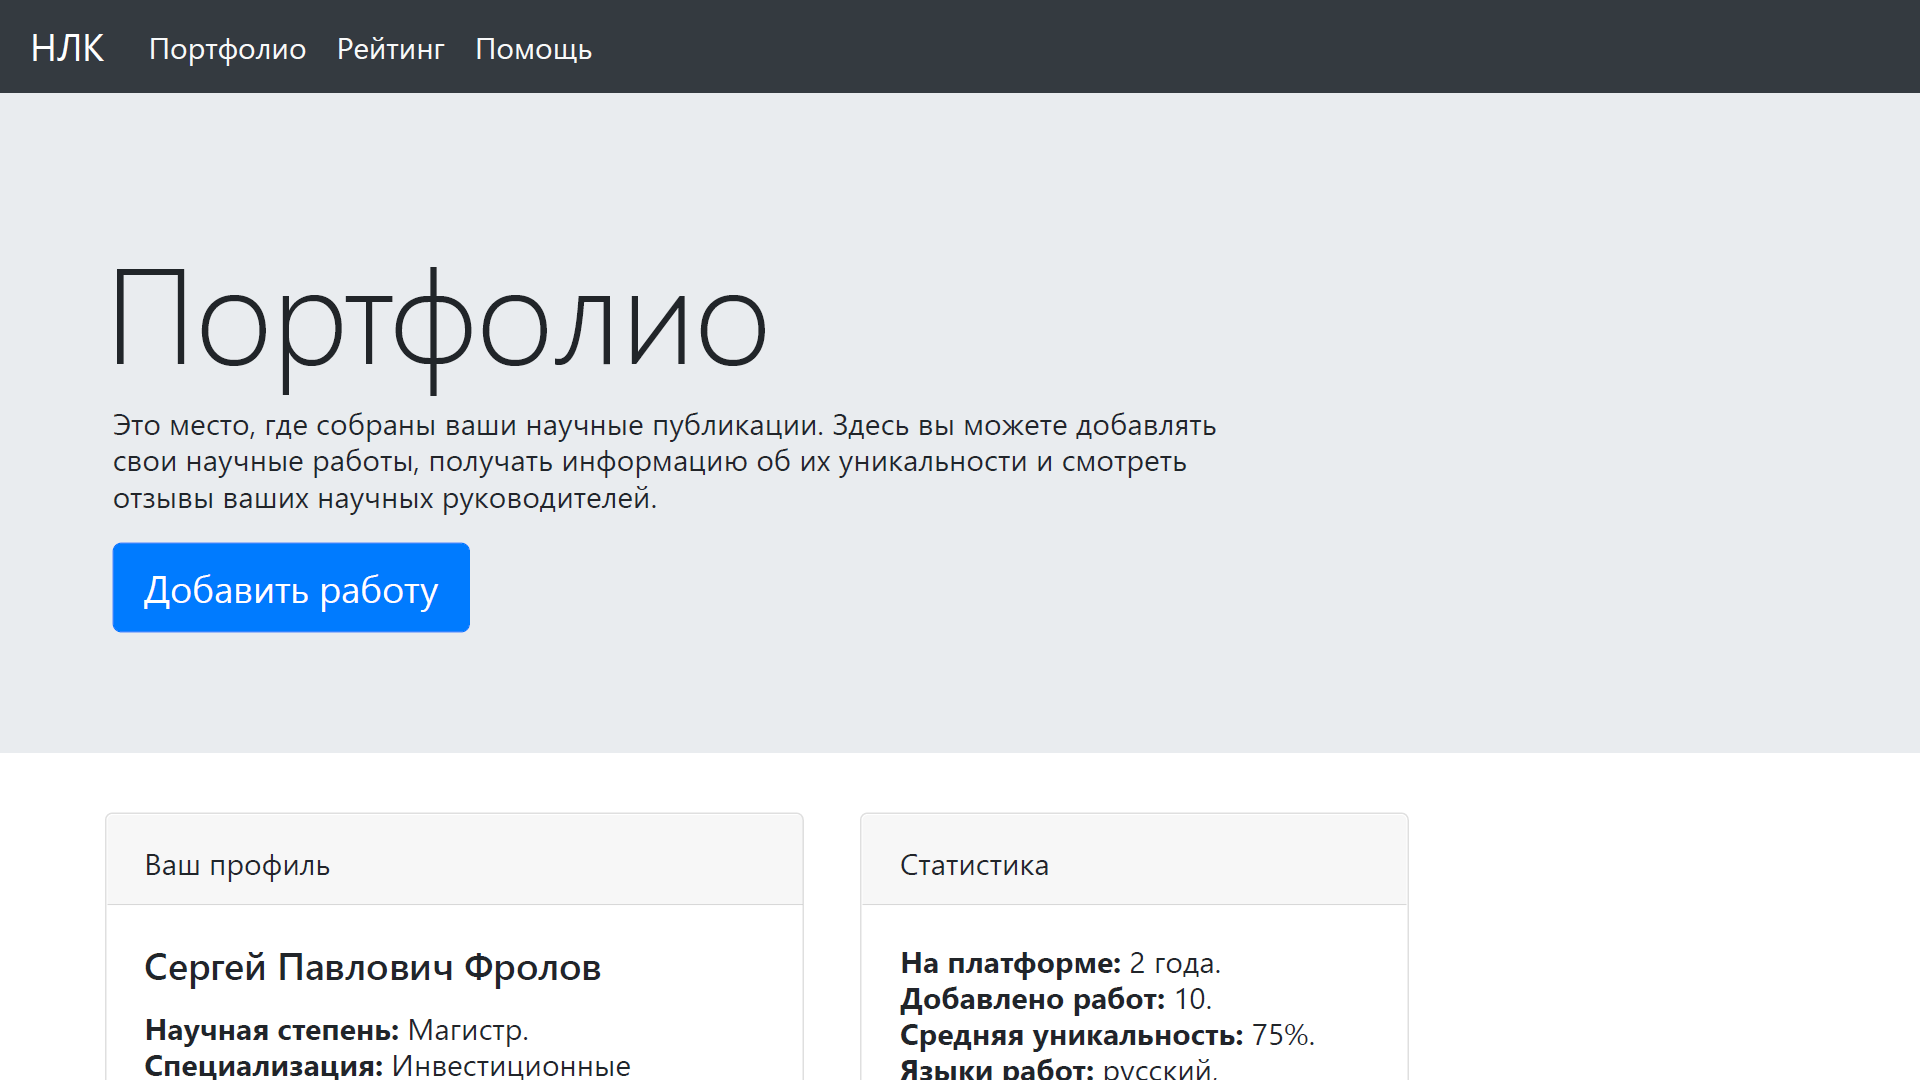 НЛК Портфолио Рейтинг Помощь
Портфолио
Это место, где собраны ваши научные публикации. Здесь вы можете добавлять
свои научные работы, получать информацию об их уникальности и смотреть
отзывы ваших научных руководителей.
Добавить работу
Ваш профиль
Сергей Павлович Фролов
Научная степень: Магистр.
Специализация: Инвестиционные
Статистика
На платформе: 2 года.
Добавлено работ: 10.
Средняя уникальность: 75%.
Языки работ: русский,